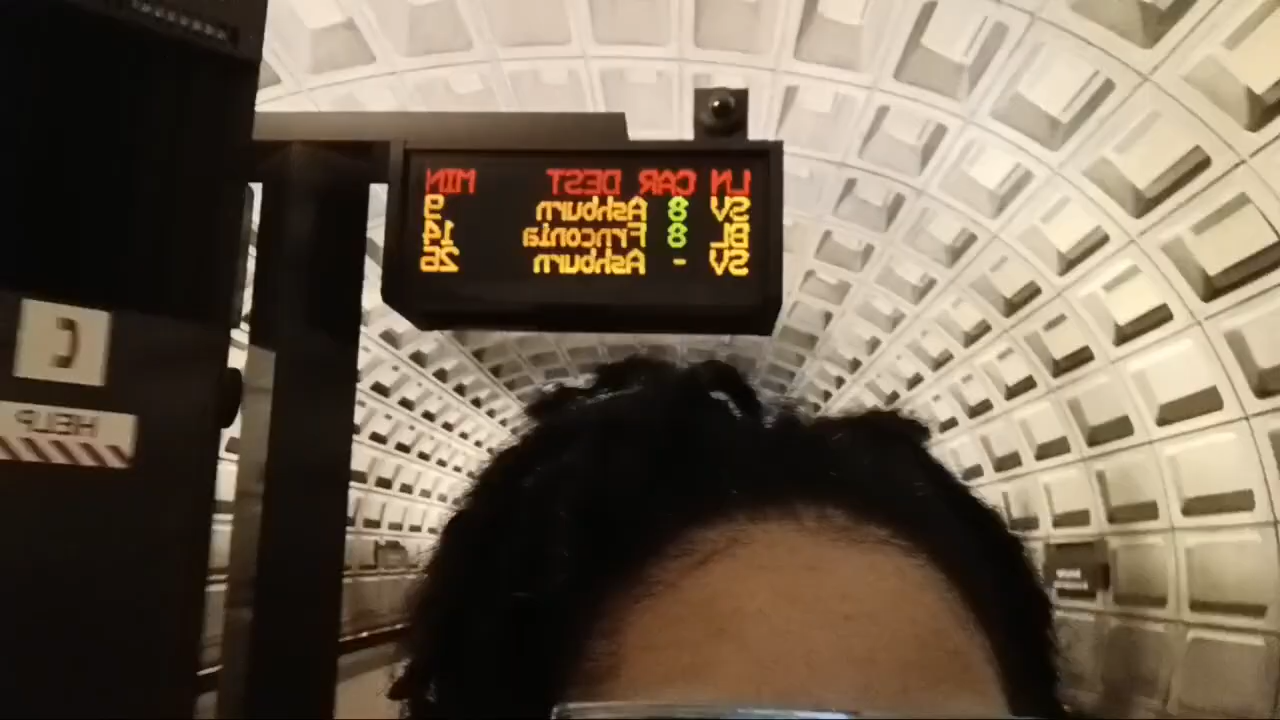 LN CAR DEST MIN
SV 8 Ashburn 9
BL 8 Frnconia 14
SV - Ashburn 26
HELP